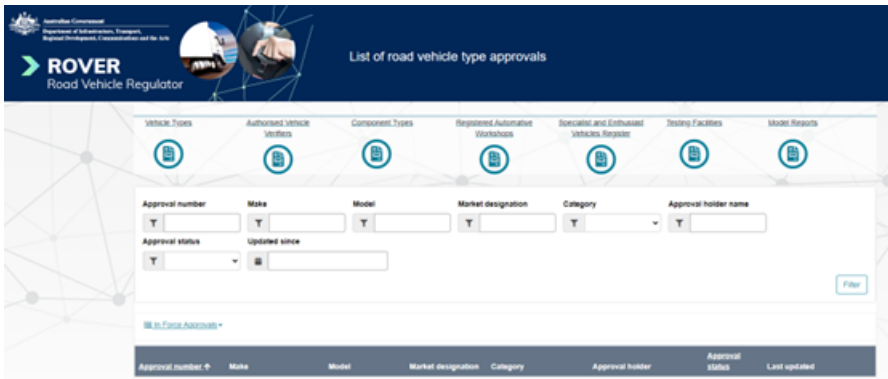 Australian Government
Department of Infrastructure, Transport,
Regional Development, Communications and the Arts
ROVER
Road Vehicle Regulator
List of road vehicle type approvals
Vehicle Types
Authorised Vehicle
Verifiers
Component Types
Registered Automotive
Workshops
Specialist and Enthusiast
Vehicles Register
Testing Facilities
Model Reports
Approval number
Make
Model
Market designation
Category
Approval holder name
Approval status
Updated since
Filter
In Force Approvals
Approval number
Make
Model
Market designation
Category
Approval holder
Approval
status
Last updated